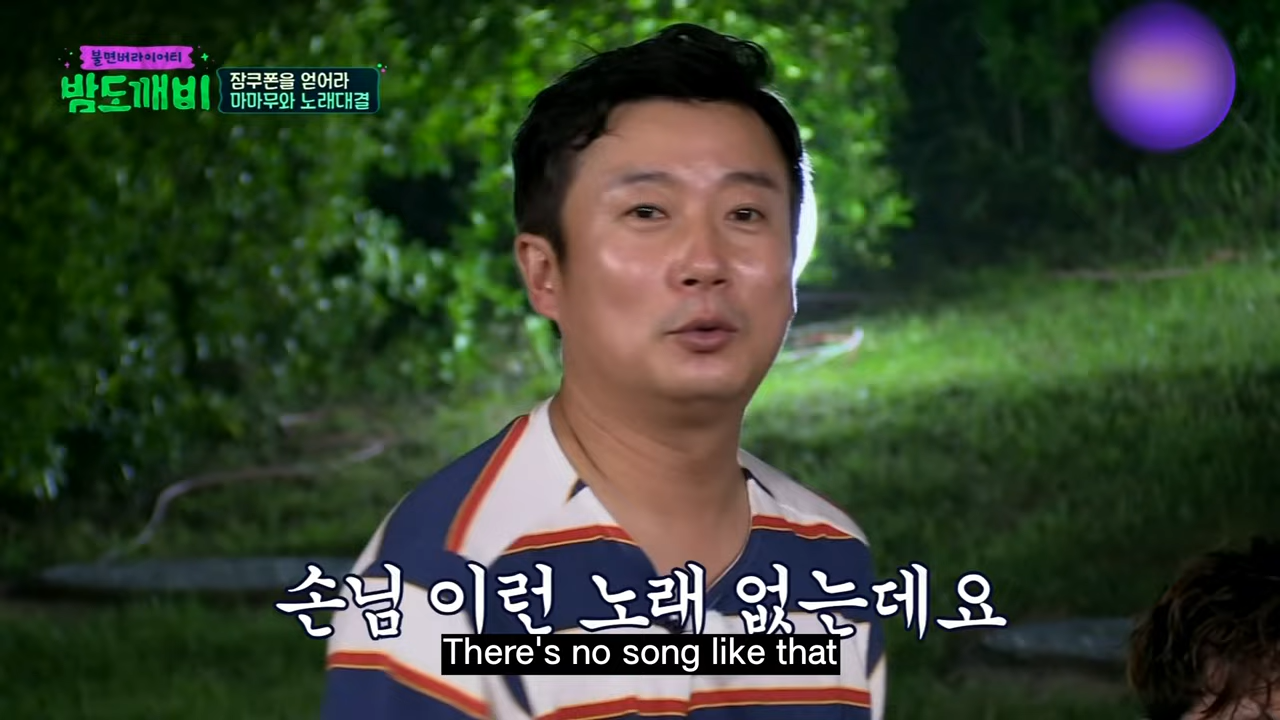 불면버라이어티
밤도깨비
잠쿠폰을 얻어라
마마무와 노래대결
손님 이런 노래 없는데요
There's no song like that